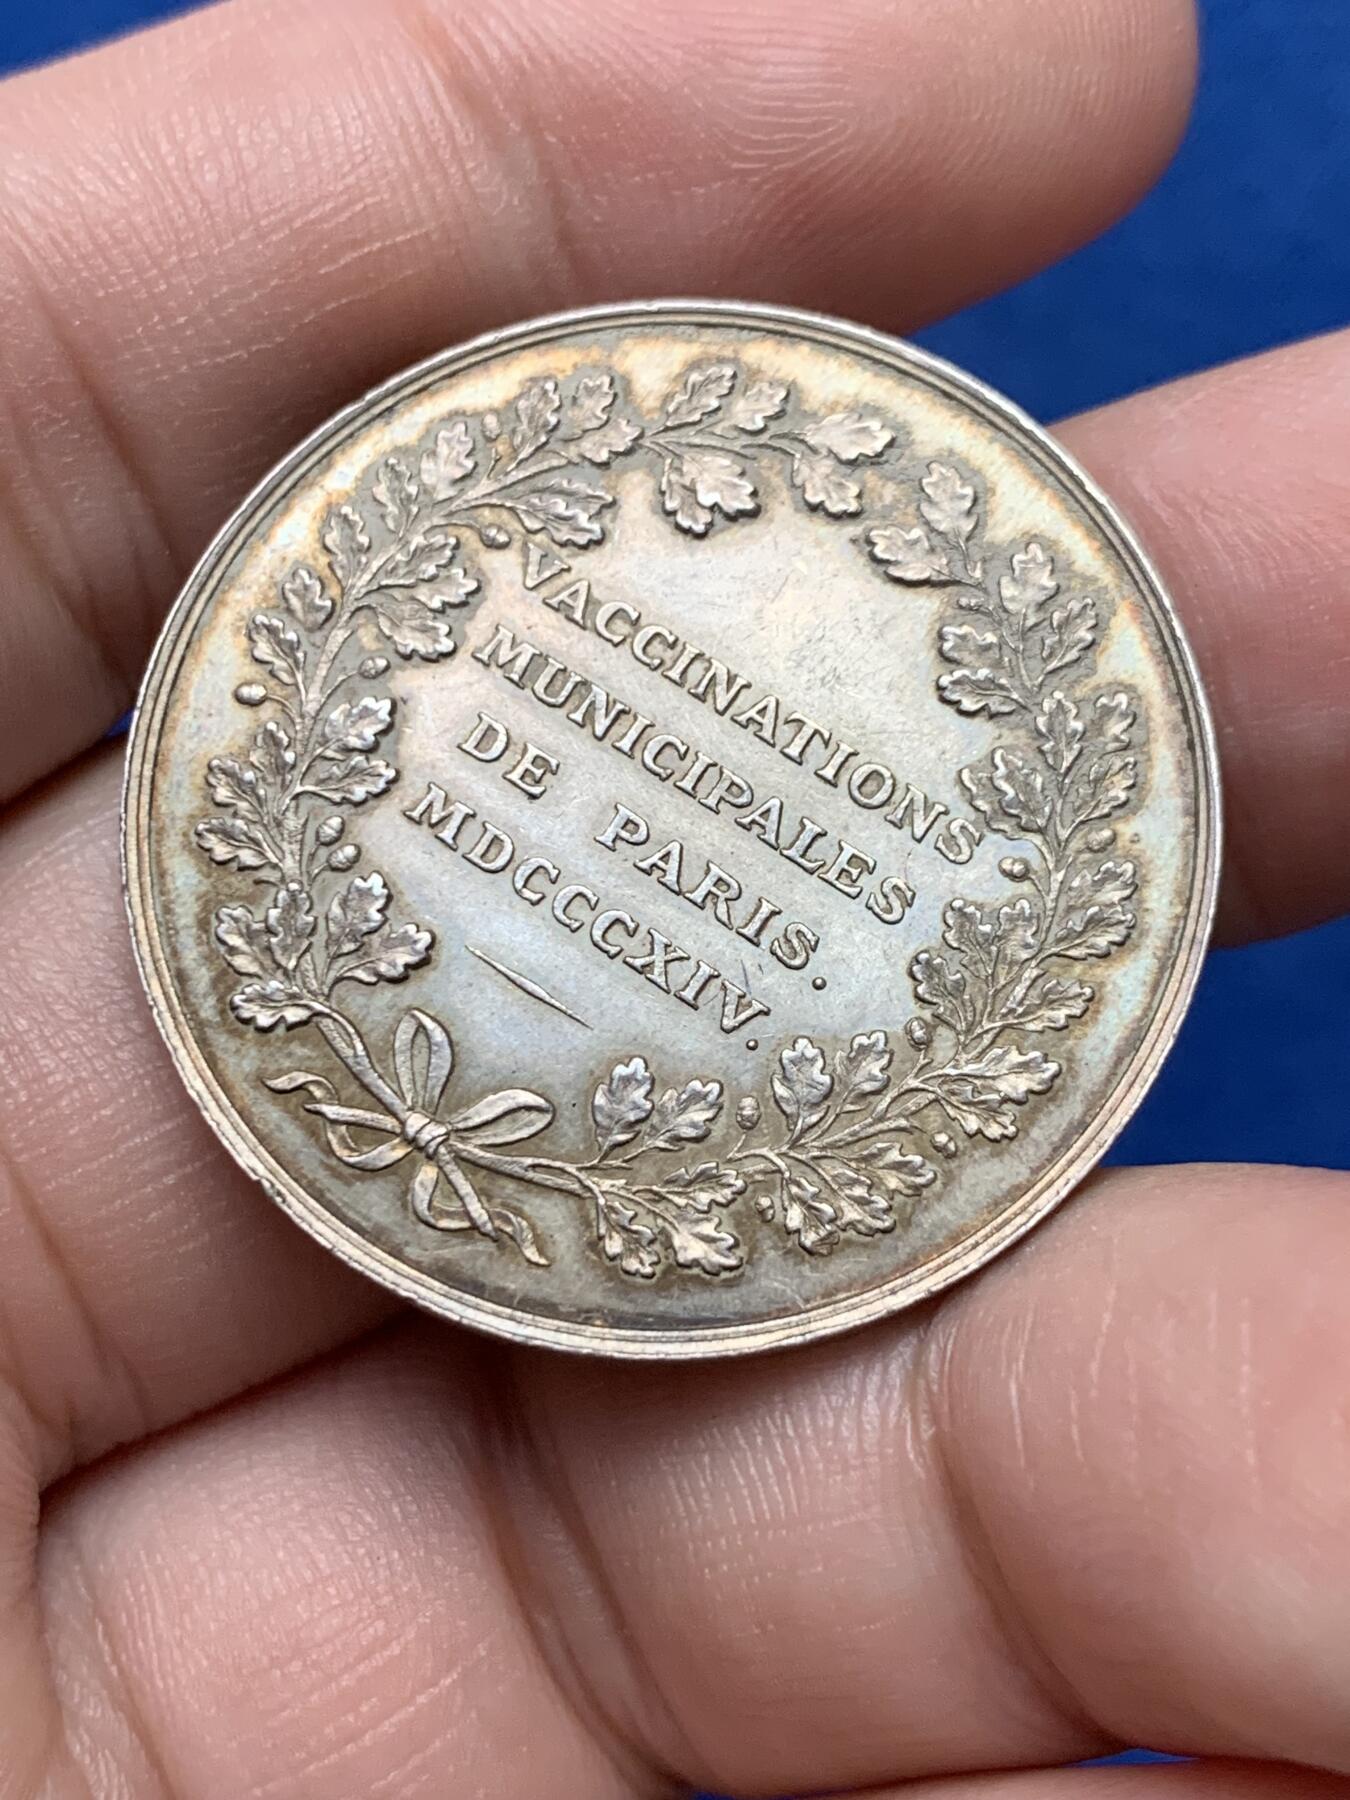 VACCINATIONS
MUNICIPALES
DE PARIS.
MDCCCXIV.